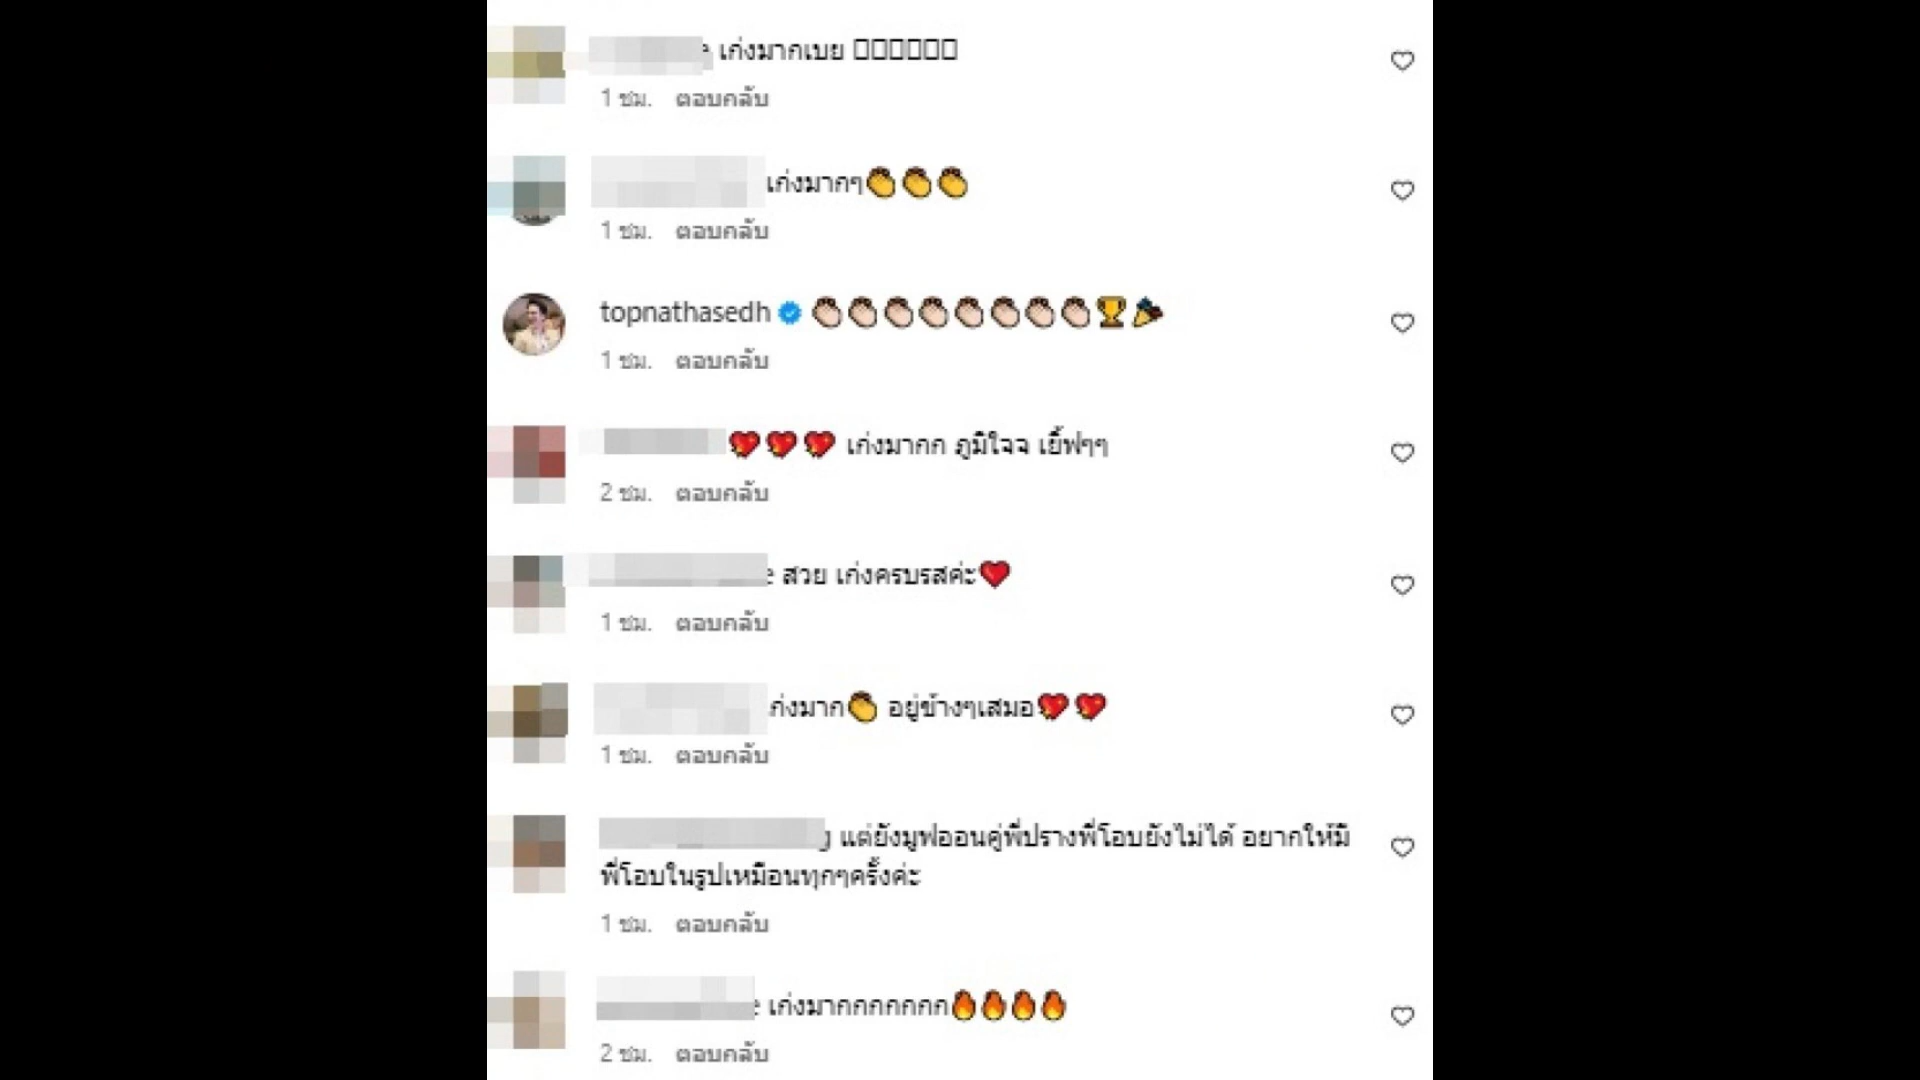 เก่งมากเบย
1 ชม. ตอบกลับ
เก่งมากๆ👏👏👏
1 ชม. ตอบกลับ
topnathasedh 👏🏻👏🏻👏🏻👏🏻👏🏻👏🏻👏🏻👏🏻🏆🎉
1 ชม. ตอบกลับ
💖💖💖 เก่งมากก ภูมิใจจ เยิ้ฟๆๆ
2 ชม. ตอบกลับ
สวย เก่งครบรสค่ะ❤️
1 ชม. ตอบกลับ
ก่งมาก👏 อยู่ข้างๆเสมอ💖💖
1 ชม. ตอบกลับ
แต่ยังมูฟออนคู่พี่ปรางพี่โอบยังไม่ได้ อยากให้มี
พี่โอบในรูปเหมือนทุกๆครั้งค่ะ
1 ชม. ตอบกลับ
เก่งมากกกกกกก🔥🔥🔥🔥
2 ชม. ตอบกลับ